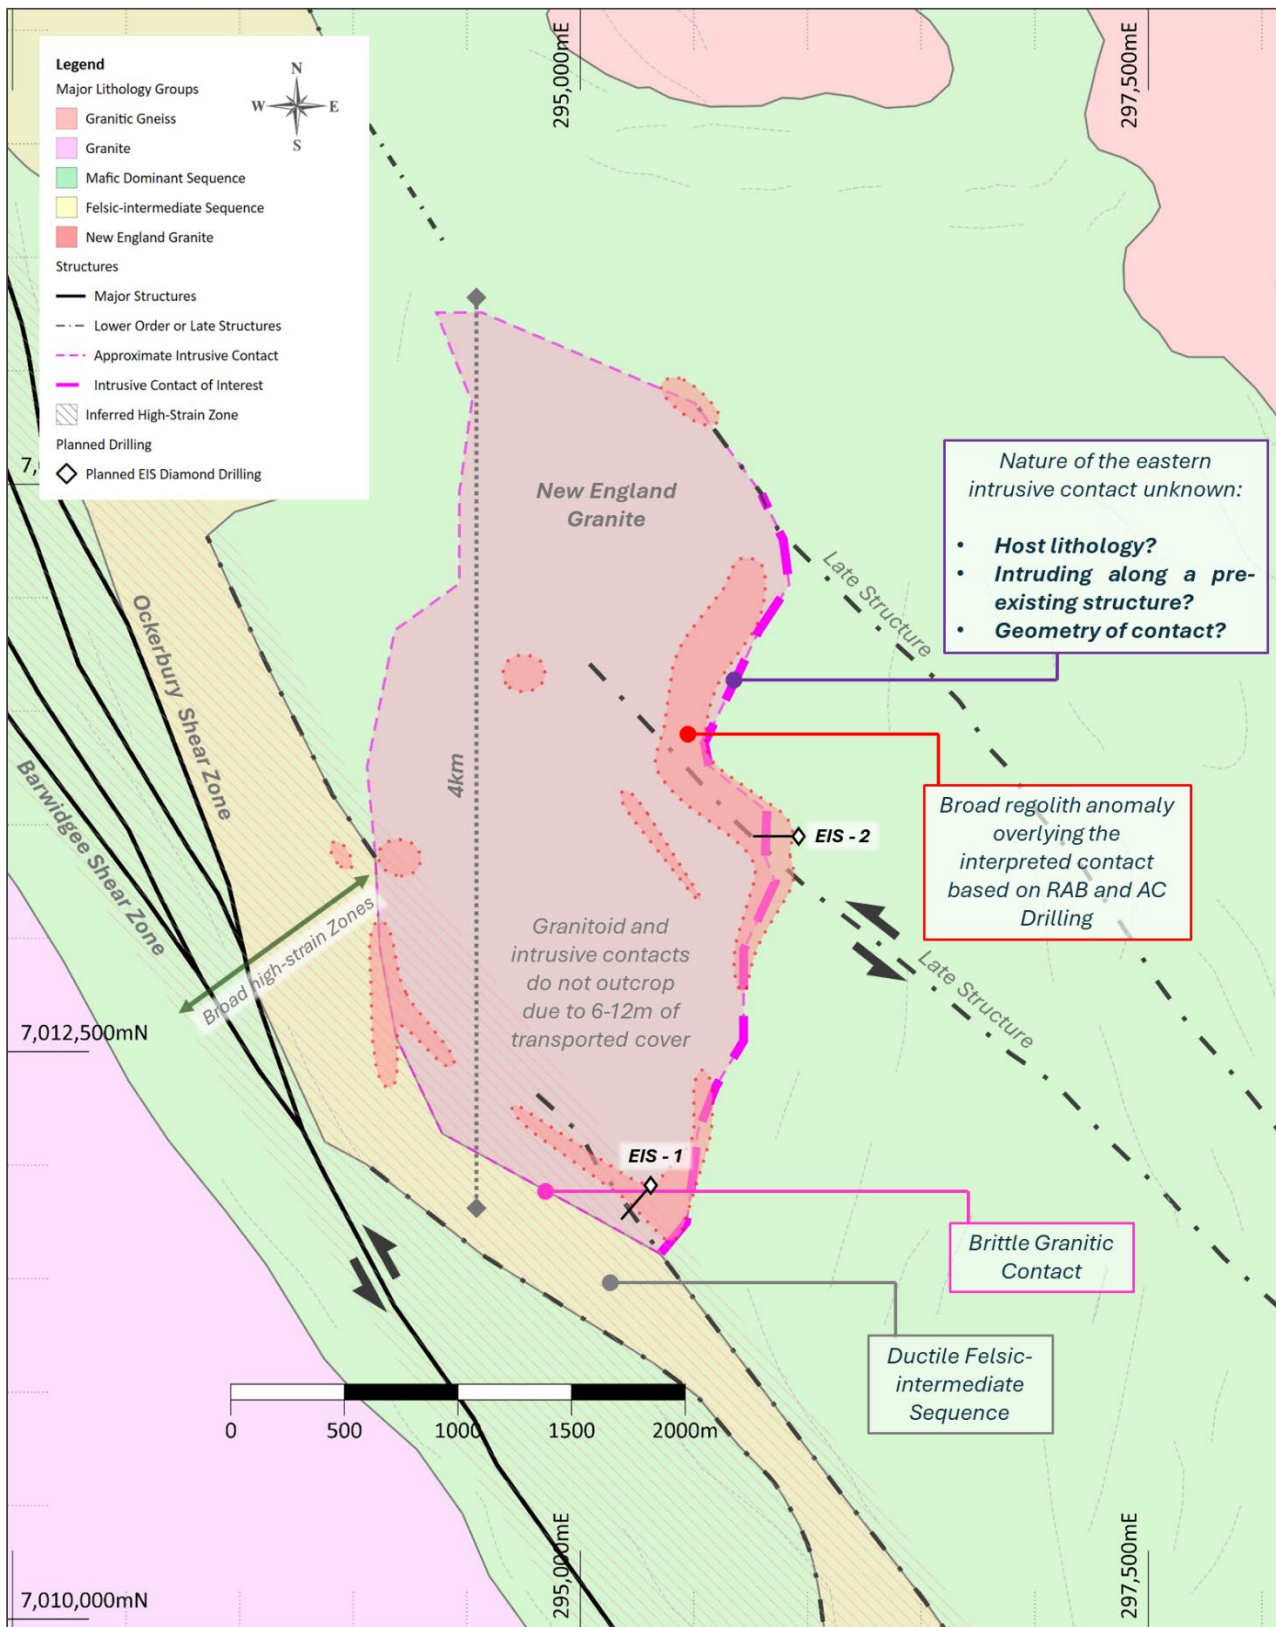 Legend
Major Lithology Groups
Granitic Gneiss
Granite
Mafic Dominant Sequence
Felsic-intermediate Sequence
New England Granite
Structures
Major Structures
Lower Order or Late Structures
Approximate Intrusive Contact
Intrusive Contact of Interest
Inferred High-Strain Zone
Planned Drilling
Planned EIS Diamond Drilling
N
W E
S
295,000mE
297,500mE
New England
Granite
Nature of the eastern
intrusive contact unknown:
• Host lithology?
• Intruding along a pre-
existing structure?
• Geometry of contact?
Late Structure
Ockerbury Shear Zone
Barwidgee Shear Zone
4km
EIS - 2
Broad regolith anomaly
overlying the
interpreted contact
based on RAB and AC
Drilling
Broad high-strain Zones
Granitoid and
intrusive contacts
do not outcrop
due to 6-12m of
transported cover
Late Structure
7,012,500mN
EIS - 1
Brittle Granitic
Contact
Ductile Felsic-
intermediate
Sequence
0 500 1000 1500 2000m
295,000mE
297,500mE
7,010,000mN